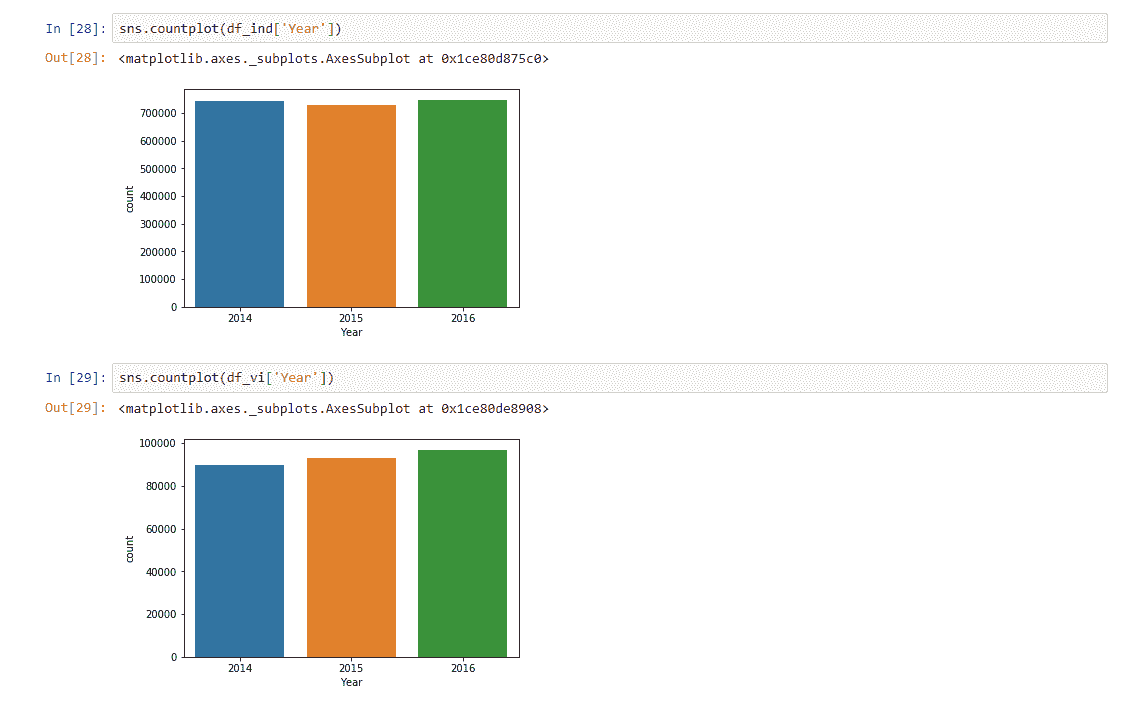 In [28]: sns.countplot(df_ind['Year'])
Out[28]: <matplotlib.axes._subplots.AxesSubplot at 0x1ce80d875c0>
700000
600000
500000
400000
300000
200000
100000
0
count
2014 2015 2016
Year
In [29]: sns.countplot(df_vi['Year'])
Out[29]: <matplotlib.axes._subplots.AxesSubplot at 0x1ce80de8908>
100000
80000
60000
40000
20000
0
count
2014 2015 2016
Year